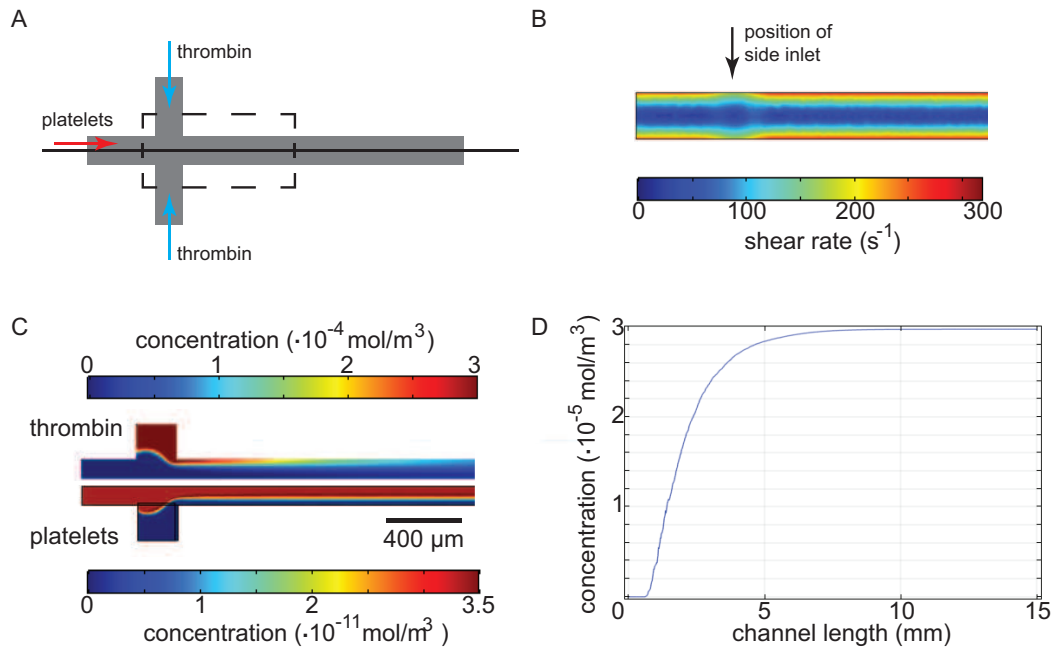 A
thrombin
platelets
thrombin
B
position of
side inlet
0 100 200 300
shear rate (s⁻¹)
C
concentration (·10⁻⁴ mol/m³)
0 1 2 3
thrombin
platelets
400 µm
0 1 2 3.5
concentration (·10⁻¹¹ mol/m³)
D
concentration (·10⁻⁵ mol/m³)
3
2
1
0
0 5 10 15
channel length (mm)